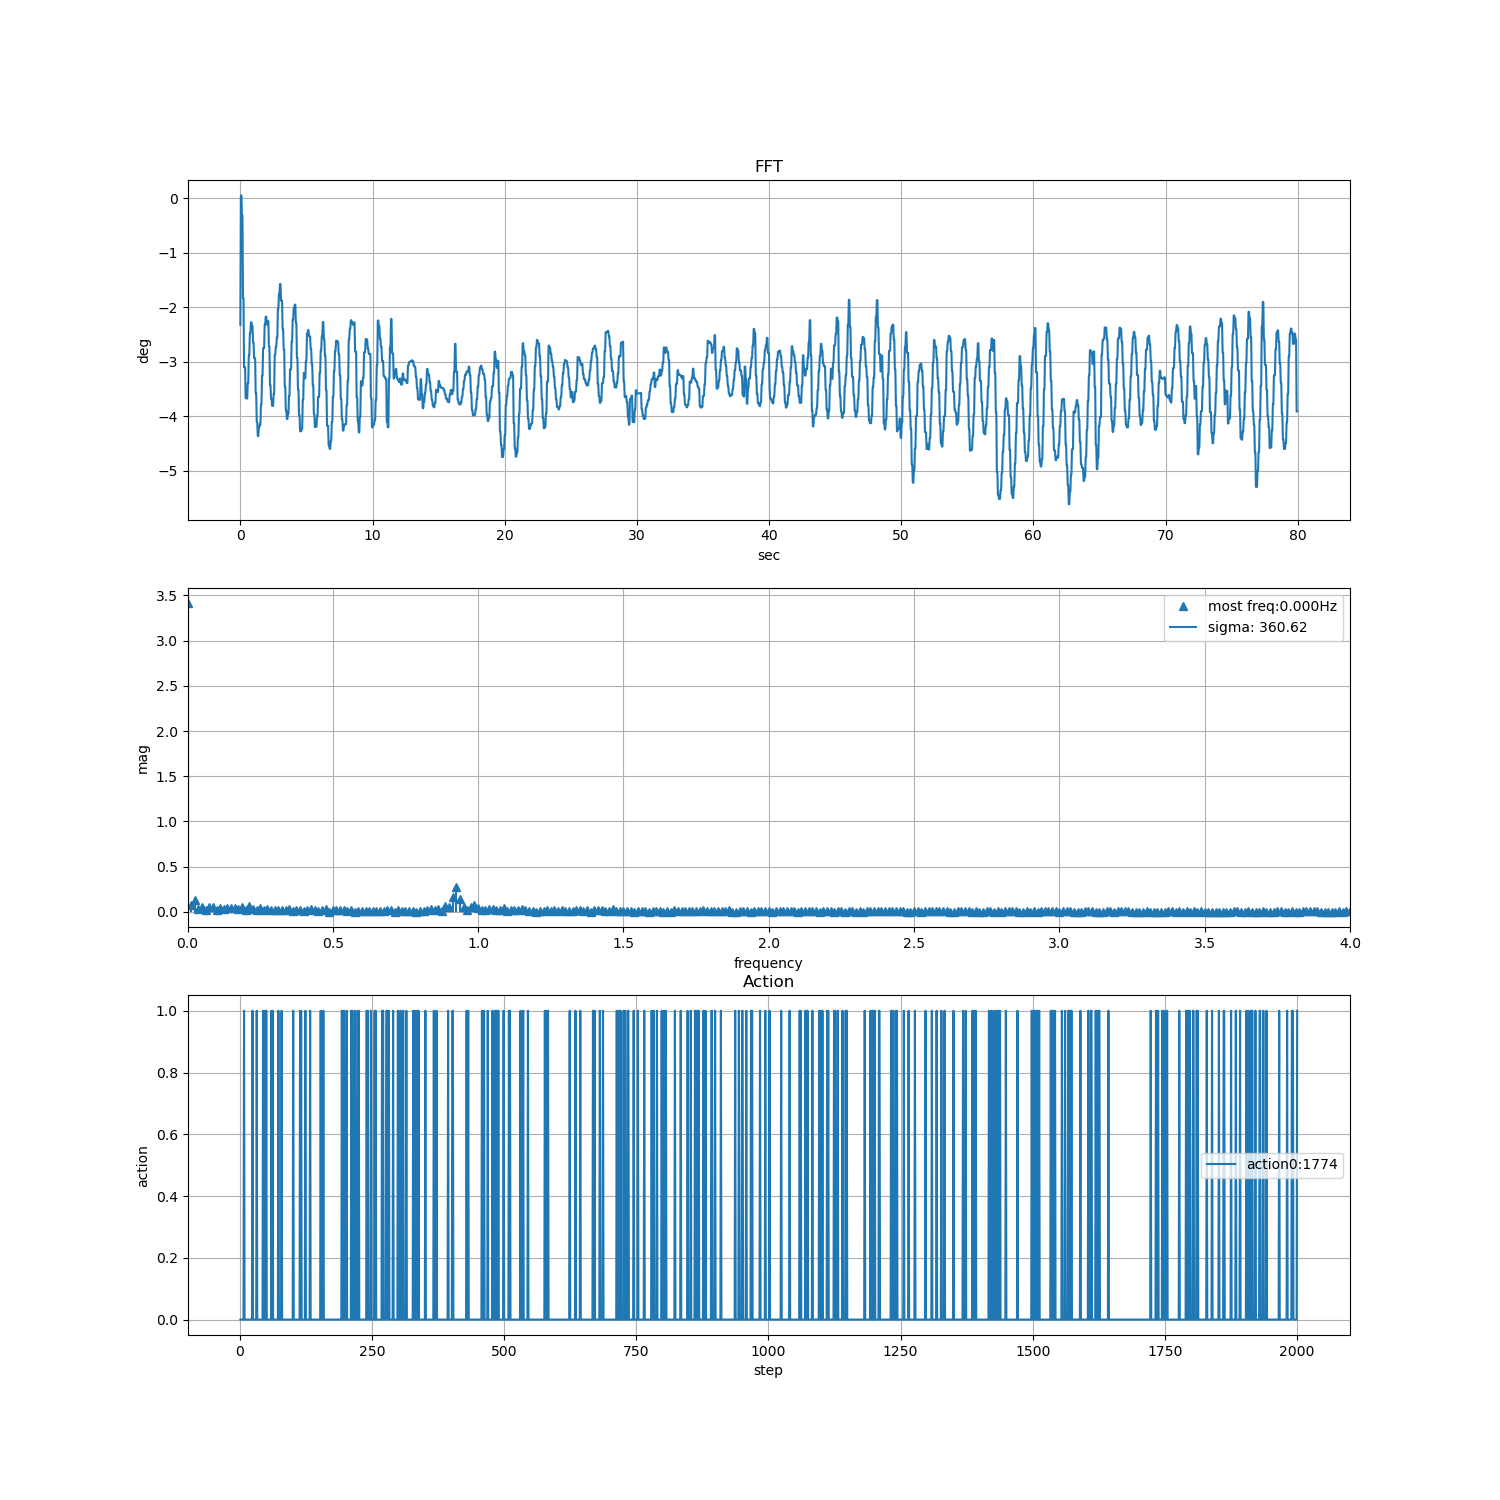 FFT
0
−1
−2
−3
−4
−5
deg
0 10 20 30 40 50 60 70 80
sec
3.5
3.0
2.5
2.0
1.5
1.0
0.5
0.0
mag
most freq:0.000Hz
sigma: 360.62
0.0 0.5 1.0 1.5 2.0 2.5 3.0 3.5 4.0
frequency
Action
1.0
0.8
0.6
0.4
0.2
0.0
action
action0:1774
0 250 500 750 1000 1250 1500 1750 2000
step